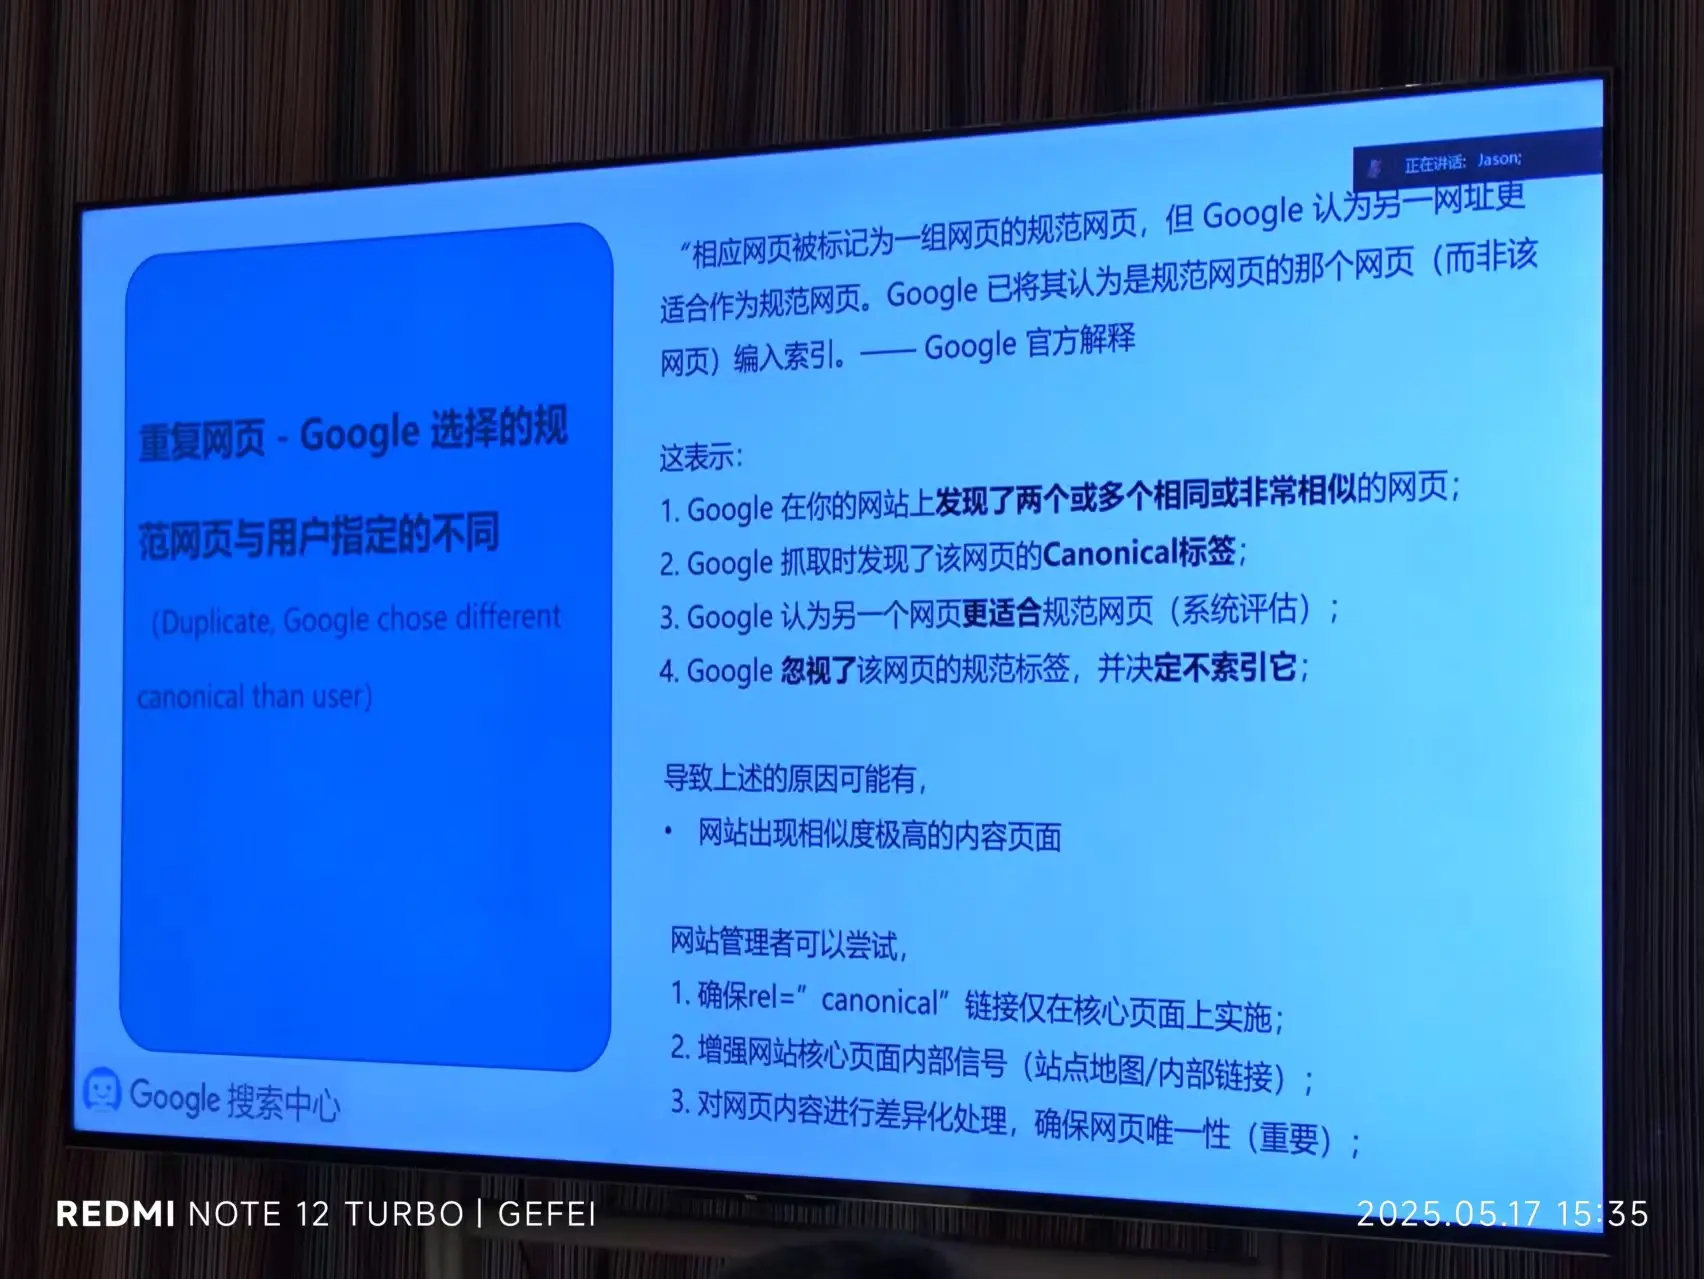 正在讲话: Jason;
重复网页 - Google 选择的规
范网页与用户指定的不同
（Duplicate, Google chose different
canonical than user）
Google 搜索中心
“相应网页被标记为一组网页的规范网页，但 Google 认为另一网址更
适合作为规范网页。Google 已将其认为是规范网页的那个网页（而非该
网页）编入索引。—— Google 官方解释
这表示：
1. Google 在你的网站上发现了两个或多个相同或非常相似的网页；
2. Google 抓取时发现了该网页的Canonical标签；
3. Google 认为另一个网页更适合规范网页（系统评估）；
4. Google 忽视了该网页的规范标签，并决定不索引它；
导致上述的原因可能有，
• 网站出现相似度极高的内容页面
网站管理者可以尝试，
1. 确保rel=”canonical”链接仅在核心页面上实施；
2. 增强网站核心页面内部信号（站点地图/内部链接）；
3. 对网页内容进行差异化处理，确保网页唯一性（重要）；
REDMI NOTE 12 TURBO | GEFEI
2025.05.17 15:35